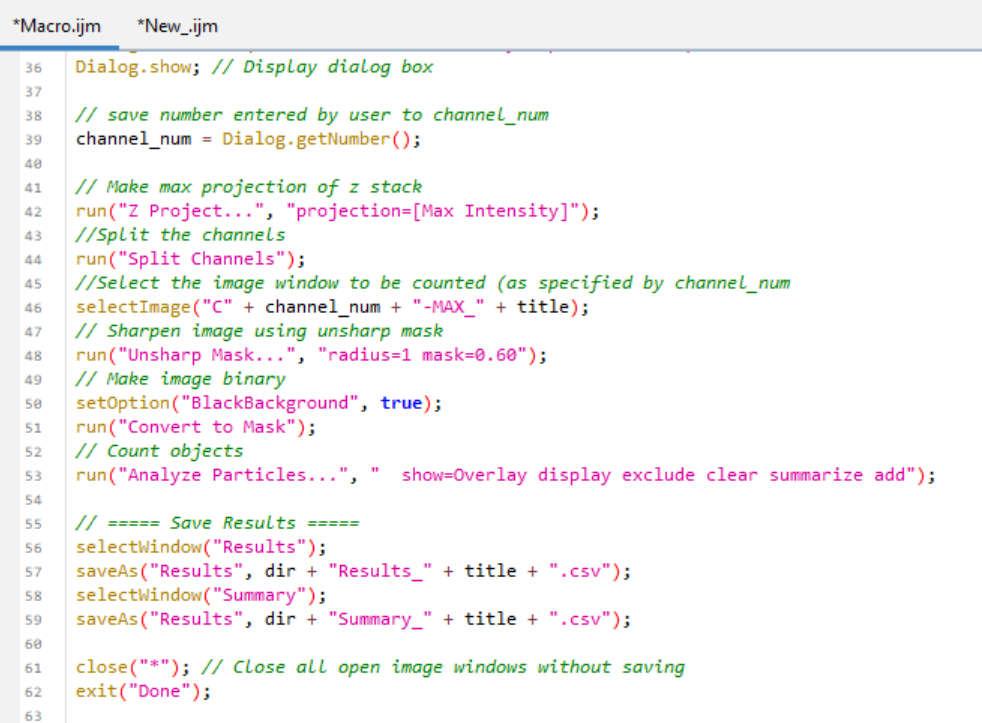 *Macro.ijm *New_.ijm
36 Dialog.show; // Display dialog box
37
38 // save number entered by user to channel_num
39 channel_num = Dialog.getNumber();
40
41 // Make max projection of z stack
42 run("Z Project...", "projection=[Max Intensity]");
43 //Split the channels
44 run("Split Channels");
45 //Select the image window to be counted (as specified by channel_num
46 selectImage("C" + channel_num + "-MAX_" + title);
47 // Sharpen image using unsharp mask
48 run("Unsharp Mask...", "radius=1 mask=0.60");
49 // Make image binary
50 setOption("BlackBackground", true);
51 run("Convert to Mask");
52 // Count objects
53 run("Analyze Particles...", "  show=Overlay display exclude clear summarize add");
54
55 // ===== Save Results =====
56 selectWindow("Results");
57 saveAs("Results", dir + "Results_" + title + ".csv");
58 selectWindow("Summary");
59 saveAs("Results", dir + "Summary_" + title + ".csv");
60
61 close("*"); // Close all open image windows without saving
62 exit("Done");
63